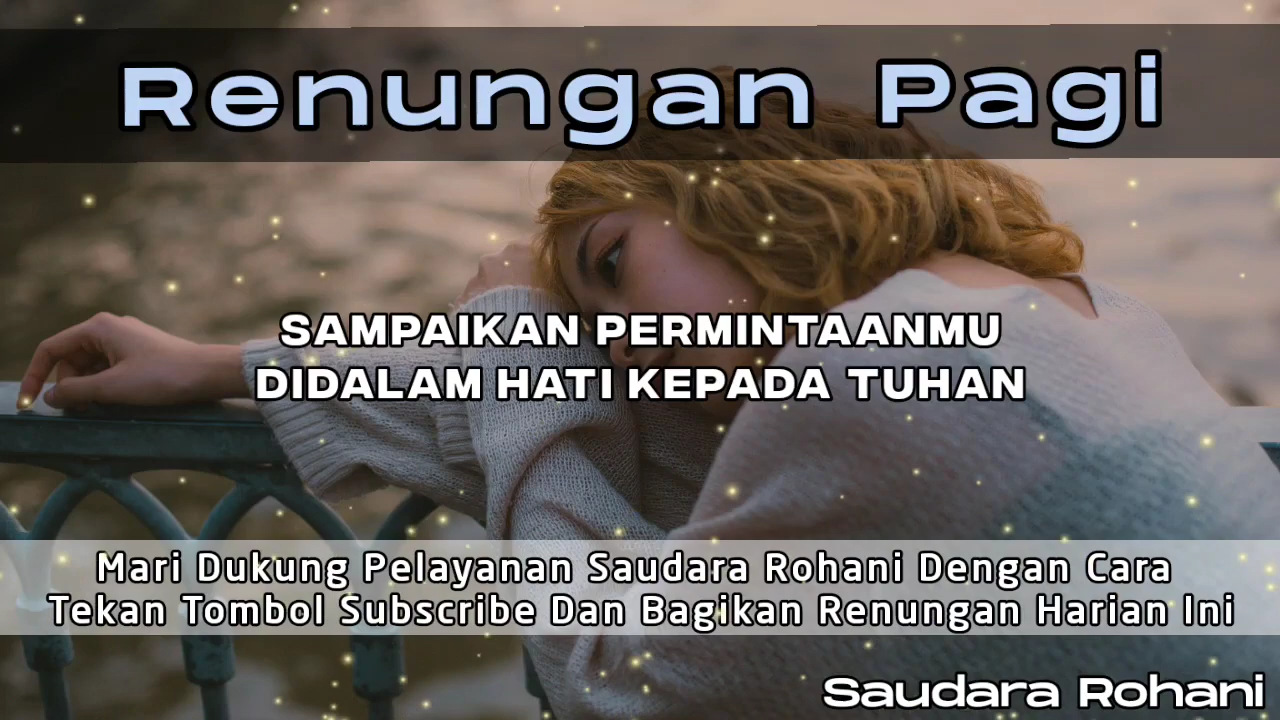 Renungan Pagi
SAMPAIKAN PERMINTAANMU
DIDALAM HATI KEPADA TUHAN
Mari Dukung Pelayanan Saudara Rohani Dengan Cara
Tekan Tombol Subscribe Dan Bagikan Renungan Harian Ini
Saudara Rohani